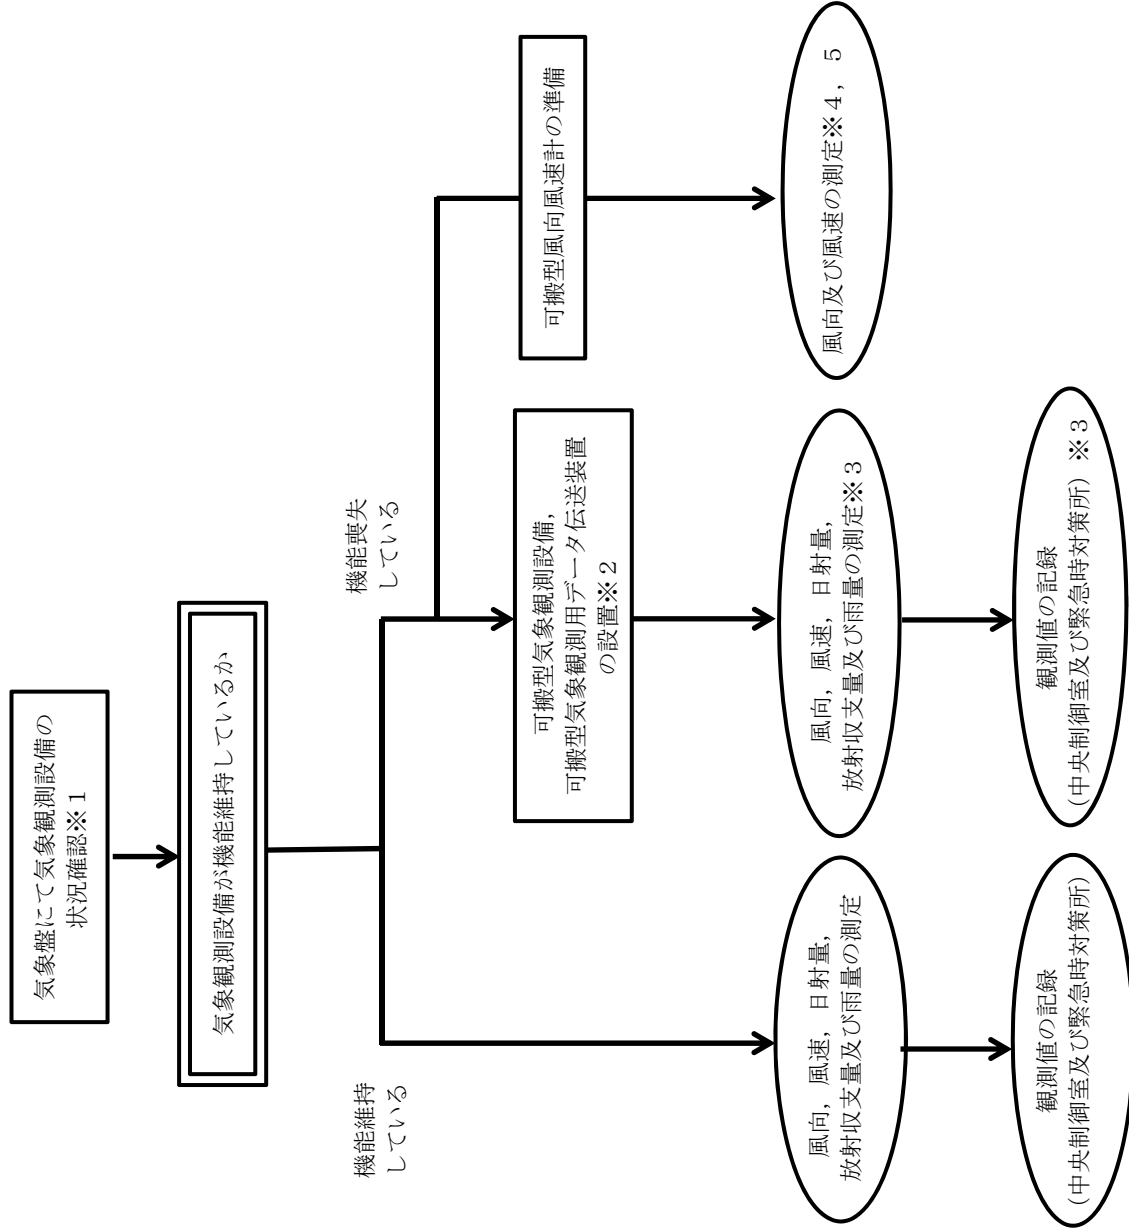 気象盤にて気象観測設備の
状況確認※１
気象観測設備が機能維持しているか
機能維持
している
機能喪失
している
可搬型気象観測設備，
可搬型気象観測用データ伝送装置
の設置※２
可搬型風向風速計の準備
風向，風速，日射量，
放射収支量及び雨量の測定
風向，風速，日射量，
放射収支量及び雨量の測定※３
風向及び風速の測定※４，５
観測値の記録
(中央制御室及び緊急時対策所)
観測値の記録
(中央制御室及び緊急時対策所) ※３